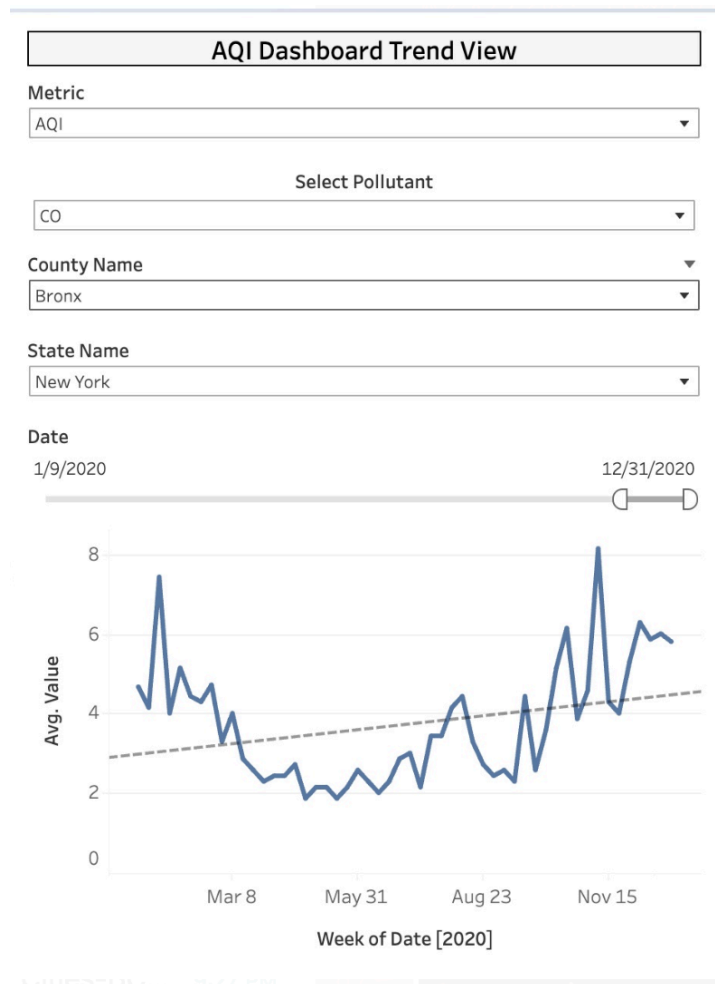 AQI Dashboard Trend View
Metric
AQI
Select Pollutant
CO
County Name
Bronx
State Name
New York
Date
1/9/2020 12/31/2020
8
6
4
2
0
Avg. Value
Mar 8 May 31 Aug 23 Nov 15
Week of Date [2020]